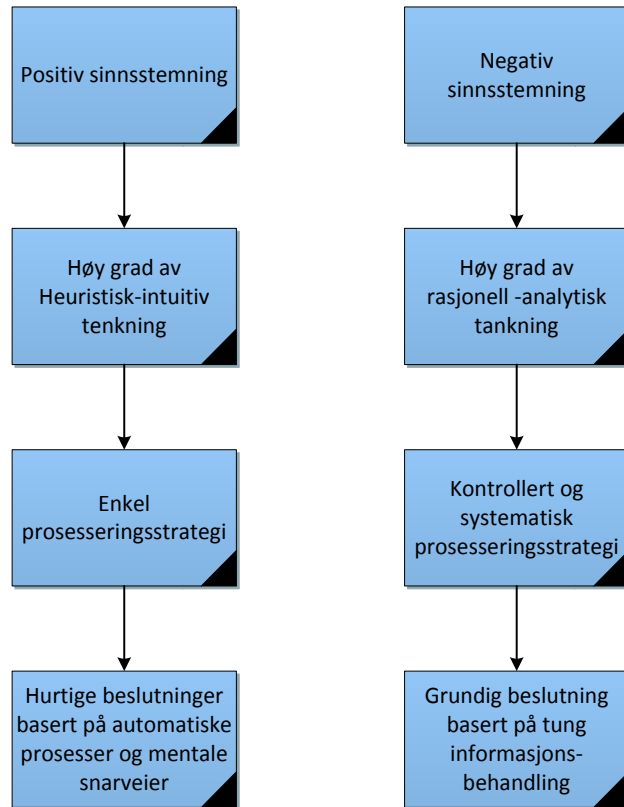 Positiv sinnsstemning
Negativ
sinnsstemning
Høy grad av
Heuristisk-intuitiv
tenkning
Høy grad av
rasjonell -analytisk
tankning
Enkel
prosesseringsstrategi
Kontrollert og
systematisk
prosesseringsstrategi
Hurtige beslutninger
basert på automatiske
prosesser og mentale
snarveier
Grundig beslutning
basert på tung
informasjons-
behandling